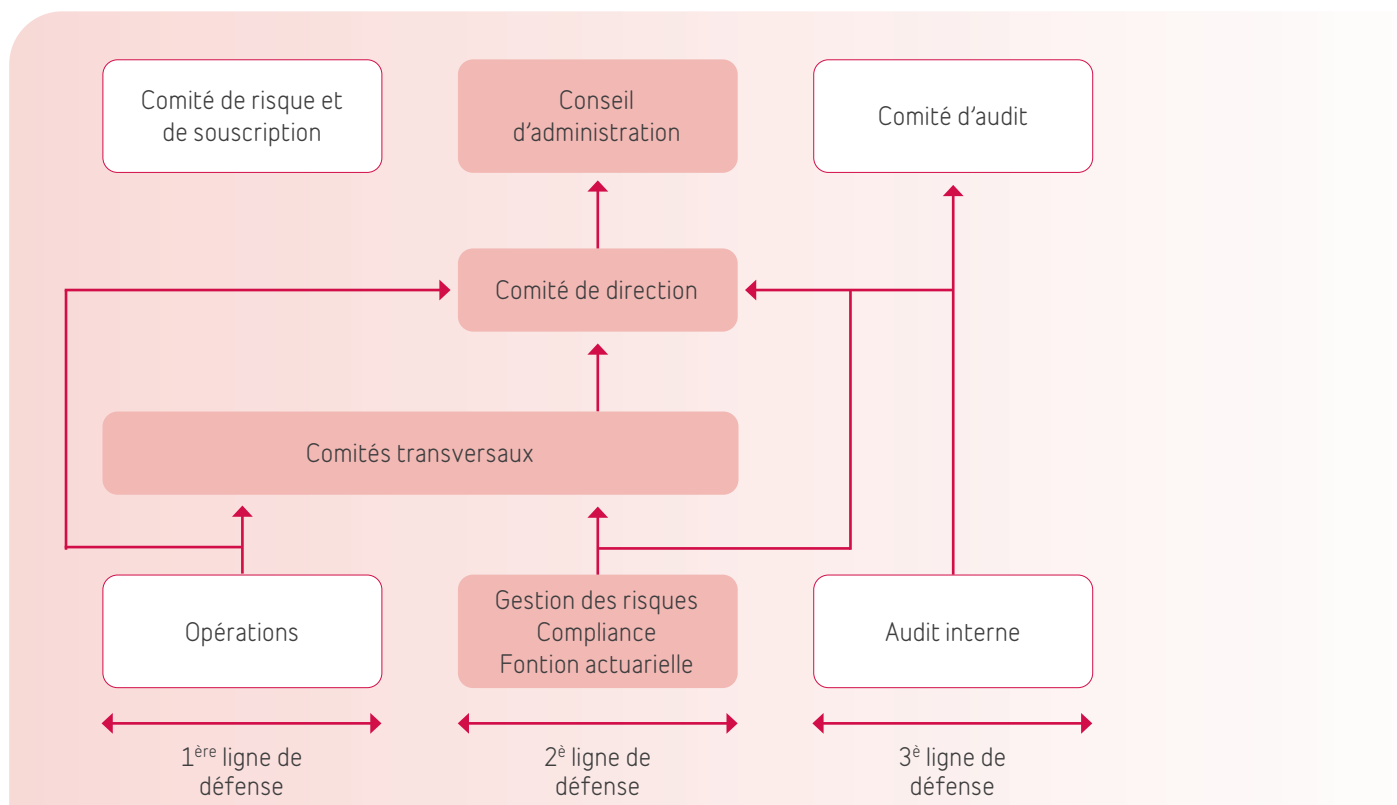 Comité de risque et
de souscription
Conseil
d'administration
Comité d'audit
Comité de direction
Comités transversaux
Opérations
Gestion des risques
Compliance
Fontion actuarielle
Audit interne
1ère ligne de
défense
2è ligne de
défense
3è ligne de
défense